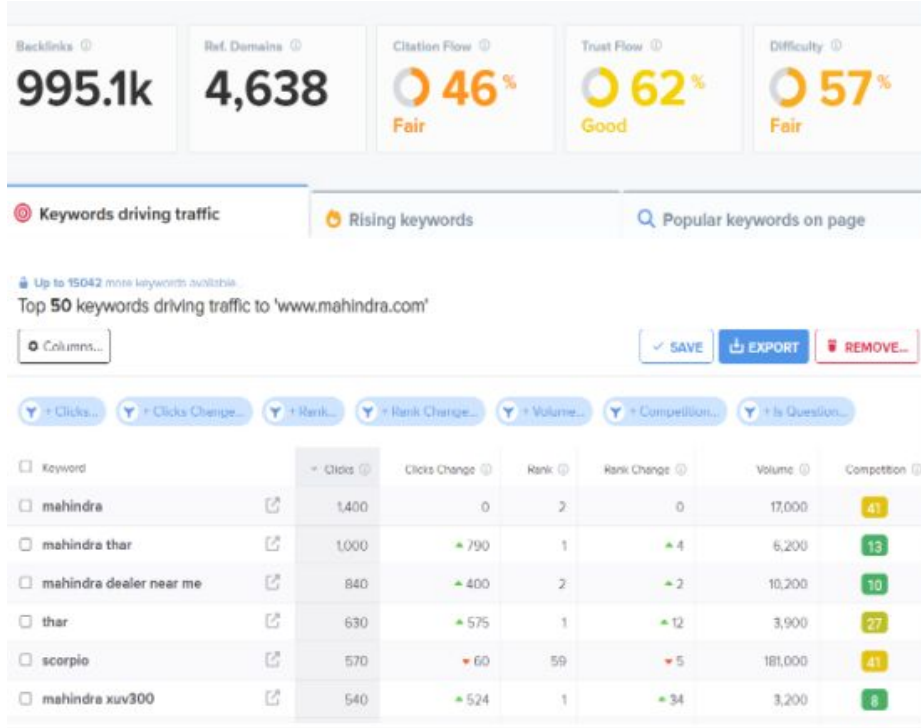 Backlinks Ref. Domains Citation Flow Trust Flow Difficulty
995.1k 4,638 46% 62% 57%
Fair Good Fair
Keywords driving traffic Rising keywords Popular keywords on page
Up to 15042 more keywords available...
Top 50 keywords driving traffic to 'www.mahindra.com'
Columns... SAVE EXPORT REMOVE...
+ Clicks... + Clicks Change... + Rank... + Rank Change... + Volume... + Competition... + Is Question...
Keyword Clicks Clicks Change Rank Rank Change Volume Competition
mahindra 1,400 0 2 0 17,000 41
mahindra thar 1,000 790 1 4 6,200 13
mahindra dealer near me 840 400 2 2 10,200 10
thar 630 575 1 12 3,900 27
scorpio 570 60 59 5 181,000 41
mahindra xuv300 540 524 1 34 3,200 8